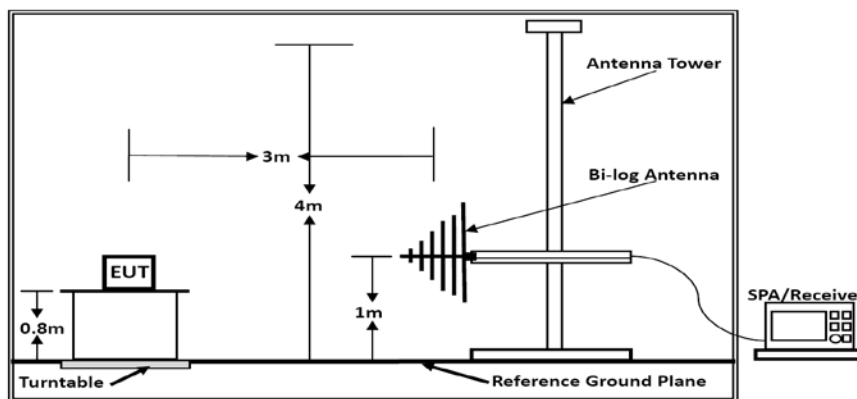 Antenna Tower
3m
Bi-log Antenna
4m
EUT
SPA/Receive
0.8m
1m
Turntable
Reference Ground Plane